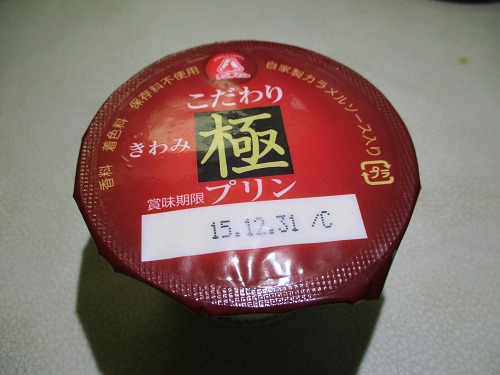 香料 着色料 保存料不使用
自家製カラメルソース入り
こだわり
きわみ
極
プリン
プラ
賞味期限
15.12.31 /C